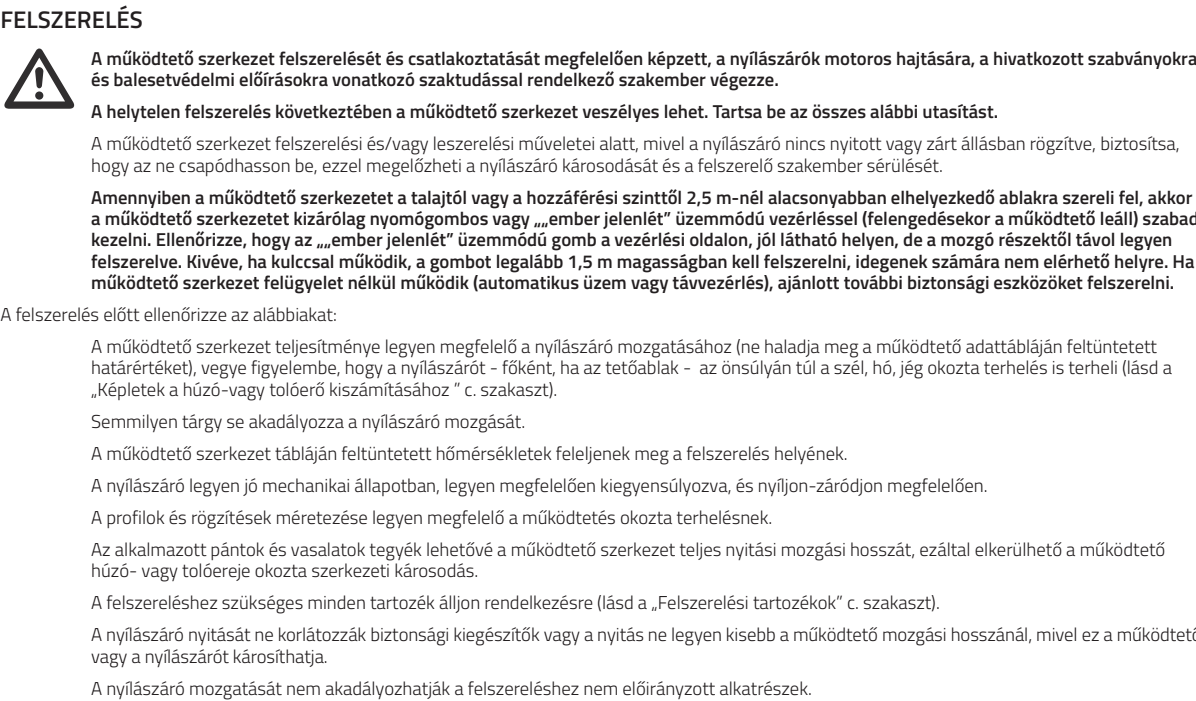 FELSZERELÉS
A működtető szerkezet felszerelését és csatlakoztatását megfelelően képzett, a nyílászárók motoros hajtására, a hivatkozott szabványokra
és balesetvédelmi előírásokra vonatkozó szaktudással rendelkező szakember végezze.
A helytelen felszerelés következtében a működtető szerkezet veszélyes lehet. Tartsa be az összes alábbi utasítást.
A működtető szerkezet felszerelési és/vagy leszerelési műveletei alatt, mivel a nyílászáró nincs nyitott vagy zárt állásban rögzítve, biztosítsa,
hogy az ne csapódhasson be, ezzel megelőzheti a nyílászáró károsodását és a felszerelő szakember sérülését.
Amennyiben a működtető szerkezetet a talajtól vagy a hozzáférési szinttől 2,5 m-nél alacsonyabban elhelyezkedő ablakra szereli fel, akkor
a működtető szerkezetet kizárólag nyomógombos vagy „„ember jelenlét” üzemmódú vezérléssel (felengedésekor a működtető leáll) szabad
kezelni. Ellenőrizze, hogy az „„ember jelenlét” üzemmódú gomb a vezérlési oldalon, jól látható helyen, de a mozgó részektől távol legyen
felszerelve. Kivéve, ha kulccsal működik, a gombot legalább 1,5 m magasságban kell felszerelni, idegenek számára nem elérhető helyre. Ha
működtető szerkezet felügyelet nélkül működik (automatikus üzem vagy távvezérlés), ajánlott további biztonsági eszközöket felszerelni.
A felszerelés előtt ellenőrizze az alábbiakat:
A működtető szerkezet teljesítménye legyen megfelelő a nyílászáró mozgatásához (ne haladja meg a működtető adattábláján feltüntetett
határértéket), vegye figyelembe, hogy a nyílászárót - főként, ha az tetőablak - az önsúlyán túl a szél, hó, jég okozta terhelés is terheli (lásd a
„Képletek a húzó-vagy tolóerő kiszámításához ” c. szakaszt).
Semmilyen tárgy se akadályozza a nyílászáró mozgását.
A működtető szerkezet tábláján feltüntetett hőmérsékletek feleljenek meg a felszerelés helyének.
A nyílászáró legyen jó mechanikai állapotban, legyen megfelelően kiegyensúlyozva, és nyíljon-záródjon megfelelően.
A profilok és rögzítések méretezése legyen megfelelő a működtetés okozta terhelésnek.
Az alkalmazott pántok és vasalatok tegyék lehetővé a működtető szerkezet teljes nyitási mozgási hosszát, ezáltal elkerülhető a működtető
húzó- vagy tolóereje okozta szerkezeti károsodás.
A felszereléshez szükséges minden tartozék álljon rendelkezésre (lásd a „Felszerelési tartozékok” c. szakaszt).
A nyílászáró nyitását ne korlátozzák biztonsági kiegészítők vagy a nyitás ne legyen kisebb a működtető mozgási hosszánál, mivel ez a működtető
vagy a nyílászárót károsíthatja.
A nyílászáró mozgatását nem akadályozhatják a felszereléshez nem előirányzott alkatrészek.